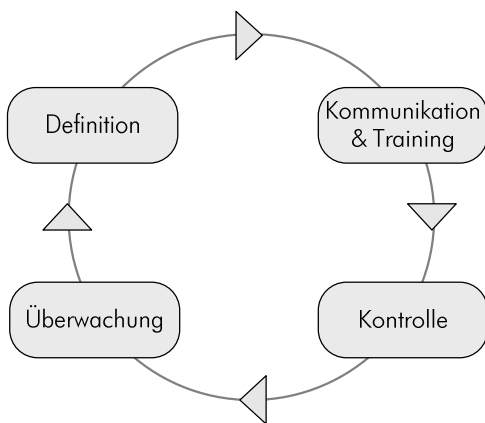 Definition
Kommunikation
& Training
Überwachung
Kontrolle